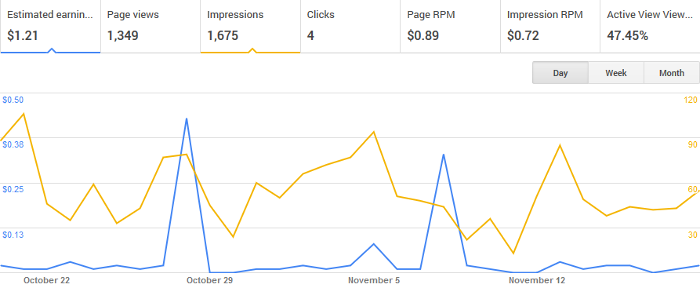 Estimated earnin...
$1.21
Page views
1,349
Impressions
1,675
Clicks
4
Page RPM
$0.89
Impression RPM
$0.72
Active View View...
47.45%
Day Week Month
$0.50 120
$0.38 90
$0.25 60
$0.13 30
October 22 October 29 November 5 November 12